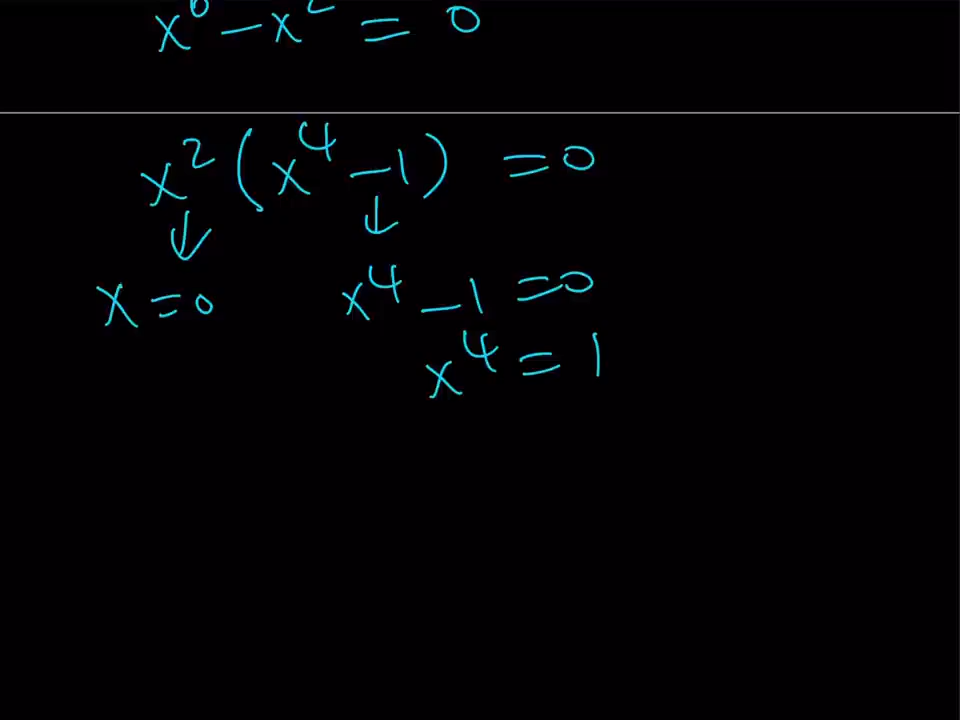 x⁶ - x² = 0
x² (x⁴ - 1) = 0
x = 0 x⁴ - 1 = 0
x⁴ = 1